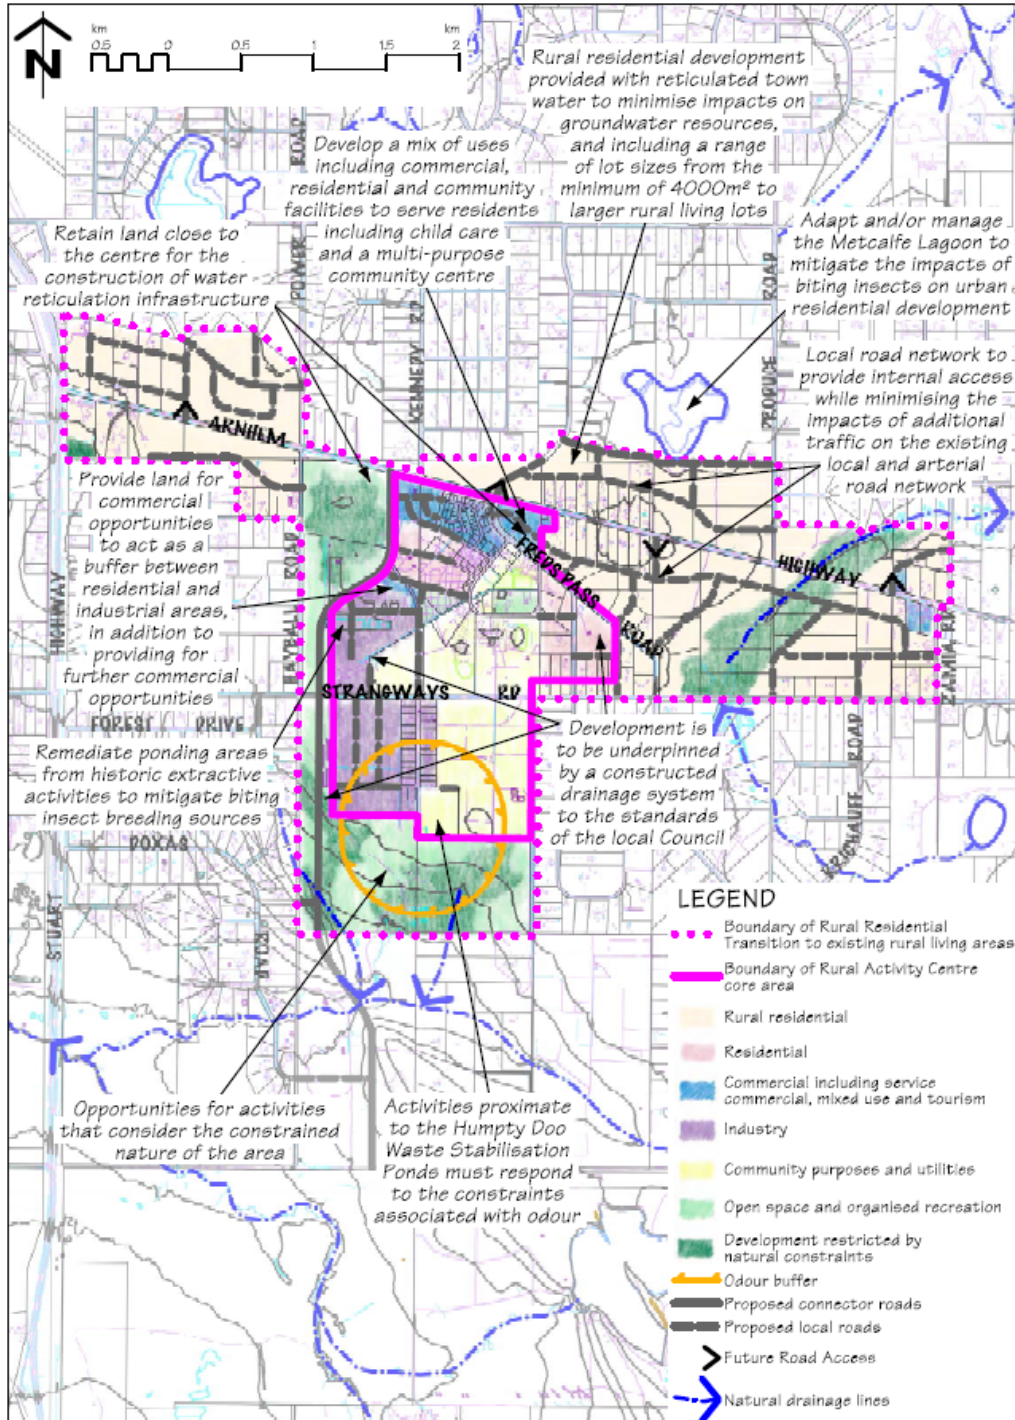 km
km
0.5
0
0.5
1
1.5
2
N
Rural residential development
provided with reticulated town
water to minimise impacts on
groundwater resources,
and including a range
of lot sizes from the
minimum of 4000m² to
larger rural living lots
Develop a mix of uses
including commercial,
residential and community
facilities to serve residents
including child care
and a multi-purpose
community centre
Retain land close to
the centre for the
construction of water
reticulation infrastructure
Adapt and/or manage
the Metcalfe Lagoon to
mitigate the impacts of
biting insects on urban
residential development
Local road network to
provide internal access
while minimising the
impacts of additional
traffic on the existing
local and arterial
road network
POWER ROAD
KENNEDY RD
PRODUCE ROAD
ARNHEM
HIGHWAY
FREDS PASS
ROAD
Provide land for
commercial
opportunities
to act as a
buffer between
residential and
industrial areas,
in addition to
providing for
further commercial
opportunities
HAYBALL ROAD
STUART HIGHWAY
STRANGWAYS RD
FOREST DRIVE
Remediate ponding areas
from historic extractive
activities to mitigate biting
insect breeding sources
DOXAS
ROAD
Development is
to be underpinned
by a constructed
drainage system
to the standards
of the local Council
ROAD
Opportunities for activities
that consider the constrained
nature of the area
Activities proximate
to the Humpty Doo
Waste Stabilisation
Ponds must respond
to the constraints
associated with odour
LEGEND
Boundary of Rural Residential
Transition to existing rural living areas
Boundary of Rural Activity Centre
core area
Rural residential
Residential
Commercial including service
commercial, mixed use and tourism
Industry
Community purposes and utilities
Open space and organised recreation
Development restricted by
natural constraints
Odour buffer
Proposed connector roads
Proposed local roads
Future Road Access
Natural drainage lines